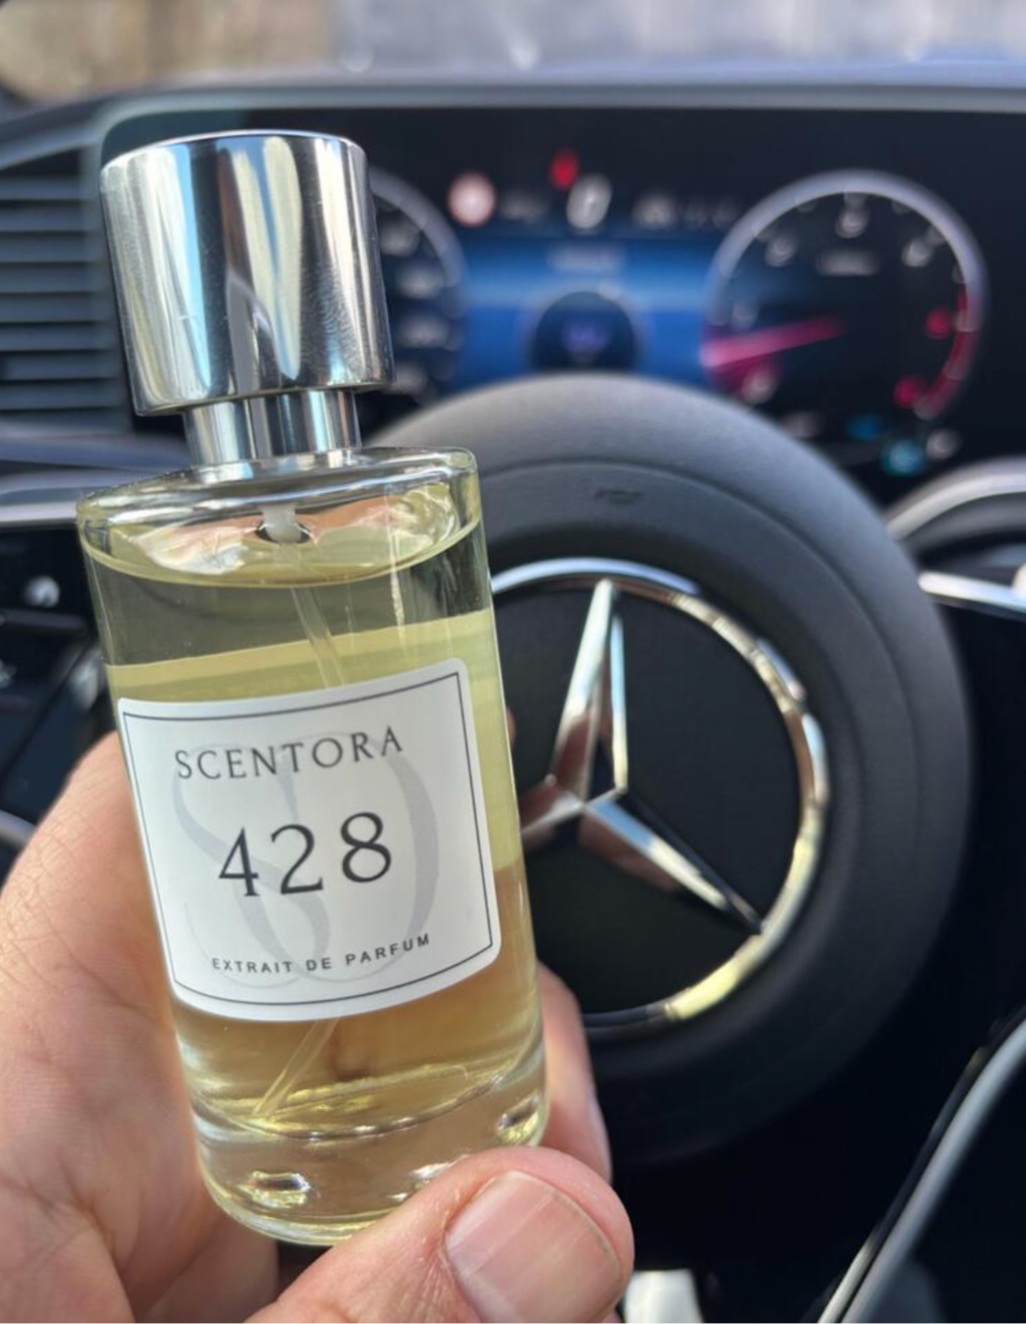 SCENTORA
428
EXTRAIT DE PARFUM